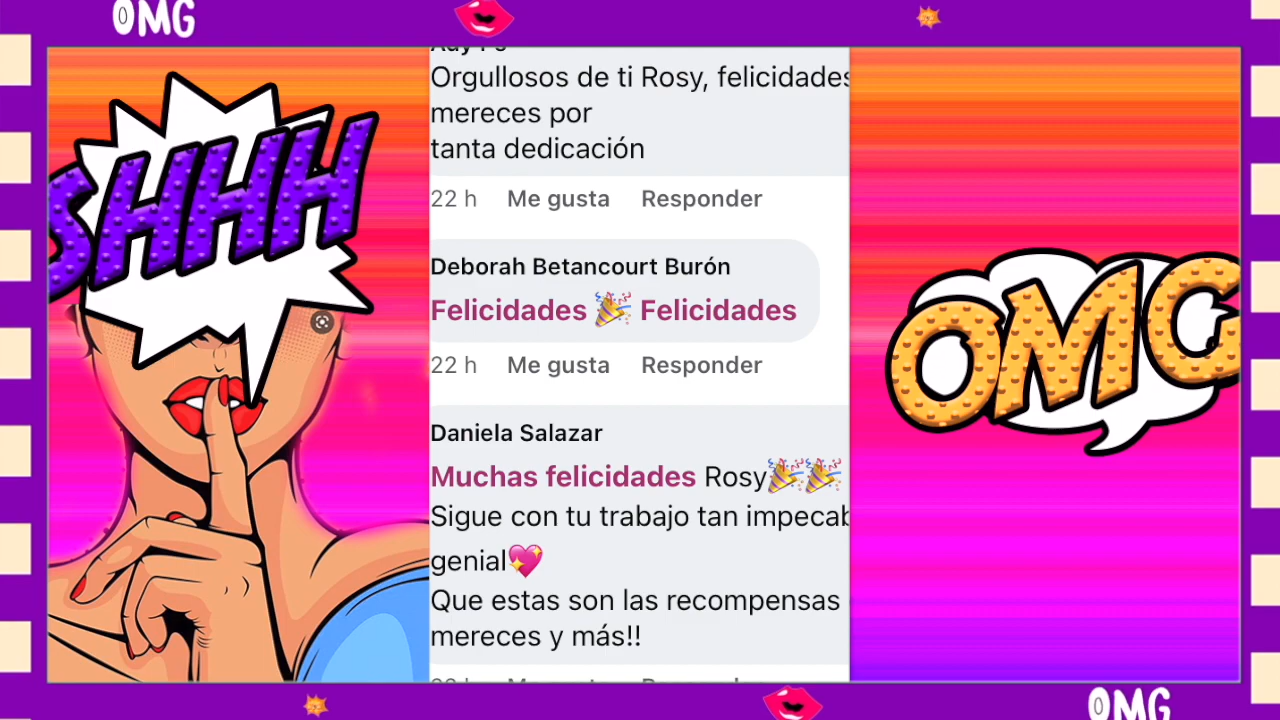 OMG
SHHH
Orgullosos de ti Rosy, felicidades
mereces por
tanta dedicación
22 h Me gusta Responder
Deborah Betancourt Burón
Felicidades 🎉 Felicidades
22 h Me gusta Responder
Daniela Salazar
Muchas felicidades Rosy🎉🎉
Sigue con tu trabajo tan
genial💖
Que estas son las recompensas
mereces y más!!
OMG
OMG